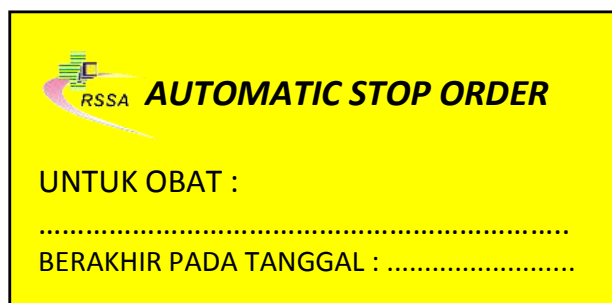 RSSA AUTOMATIC STOP ORDER
UNTUK OBAT :
……………………………………………………………..
BERAKHIR PADA TANGGAL : .........................